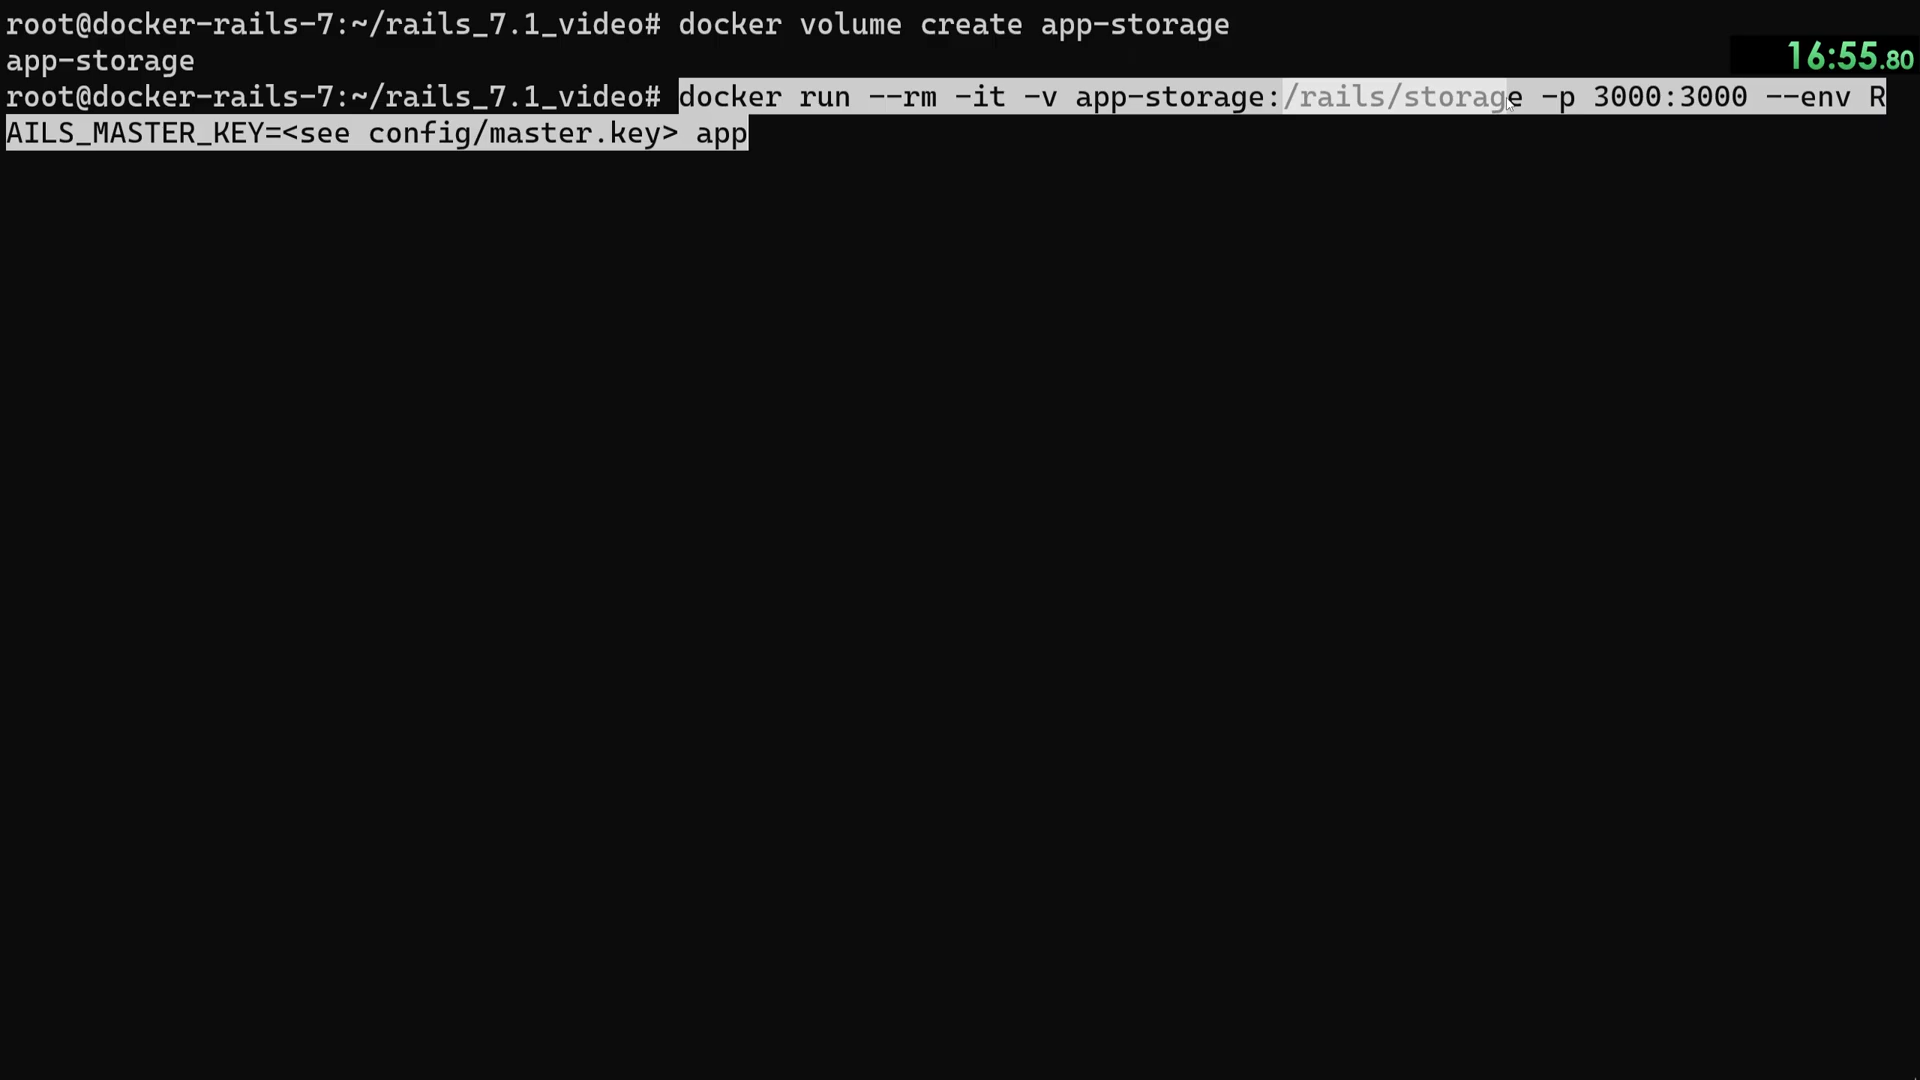 root@docker-rails-7:~/rails_7.1_video# docker volume create app-storage
app-storage
16:55.80
root@docker-rails-7:~/rails_7.1_video# docker run --rm -it -v app-storage:/rails/storage -p 3000:3000 --env R
AILS_MASTER_KEY=<see config/master.key> app